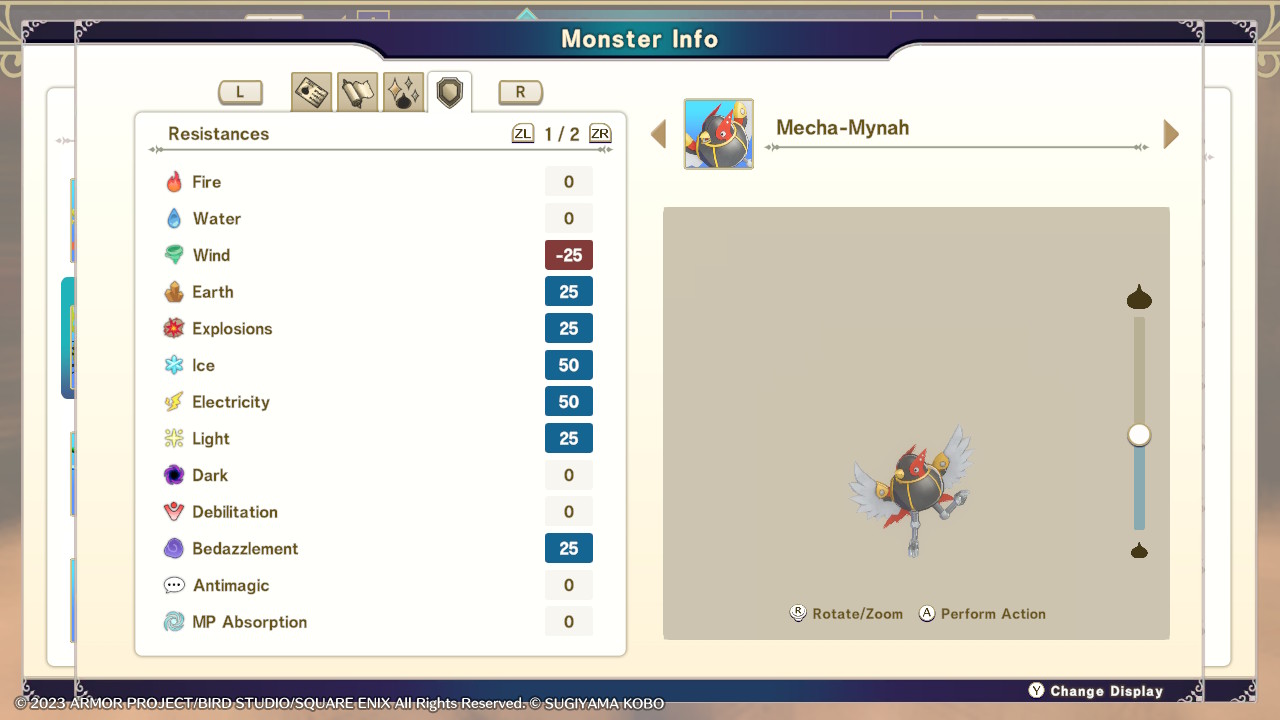 Monster Info
L
R
Resistances
ZL 1 / 2 ZR
Mecha-Mynah
Fire 0
Water 0
Wind -25
Earth 25
Explosions 25
Ice 50
Electricity 50
Light 25
Dark 0
Debilitation 0
Bedazzlement 25
Antimagic 0
MP Absorption 0
R Rotate/Zoom A Perform Action
Y Change Display
© 2023 ARMOR PROJECT/BIRD STUDIO/SQUARE ENIX All Rights Reserved. © SUGIYAMA KOBO